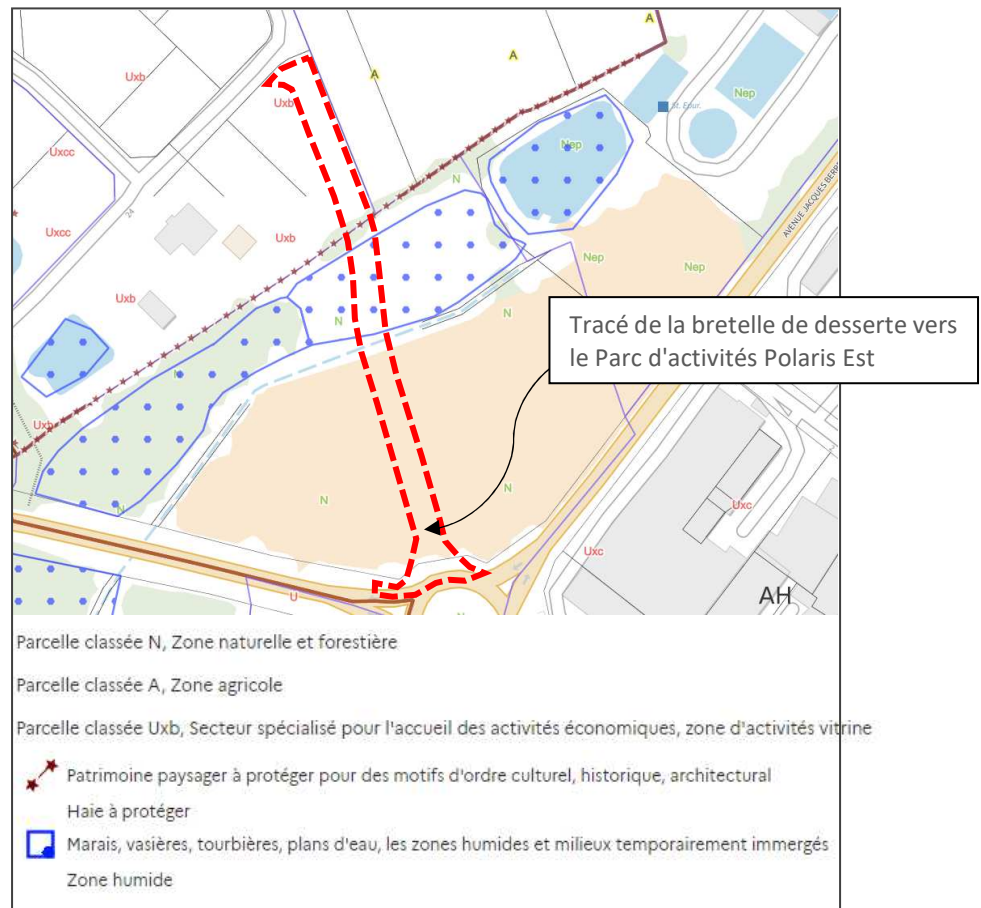 A
Uxb
A
A
Nep
Uxb
St. Epur.
Uxcc
Nep
N
24
Uxcc
Uxb
AVENUE JACQUES BERRE
Nep
Nep
Uxb
N
N
Tracé de la bretelle de desserte vers
le Parc d'activités Polaris Est
N
Uxb
N
N
N
Uxc
Uxc
U
AH
Parcelle classée N, Zone naturelle et forestière
Parcelle classée A, Zone agricole
Parcelle classée Uxb, Secteur spécialisé pour l'accueil des activités économiques, zone d'activités vitrine
Patrimoine paysager à protéger pour des motifs d'ordre culturel, historique, architectural
Haie à protéger
Marais, vasières, tourbières, plans d'eau, les zones humides et milieux temporairement immergés
Zone humide